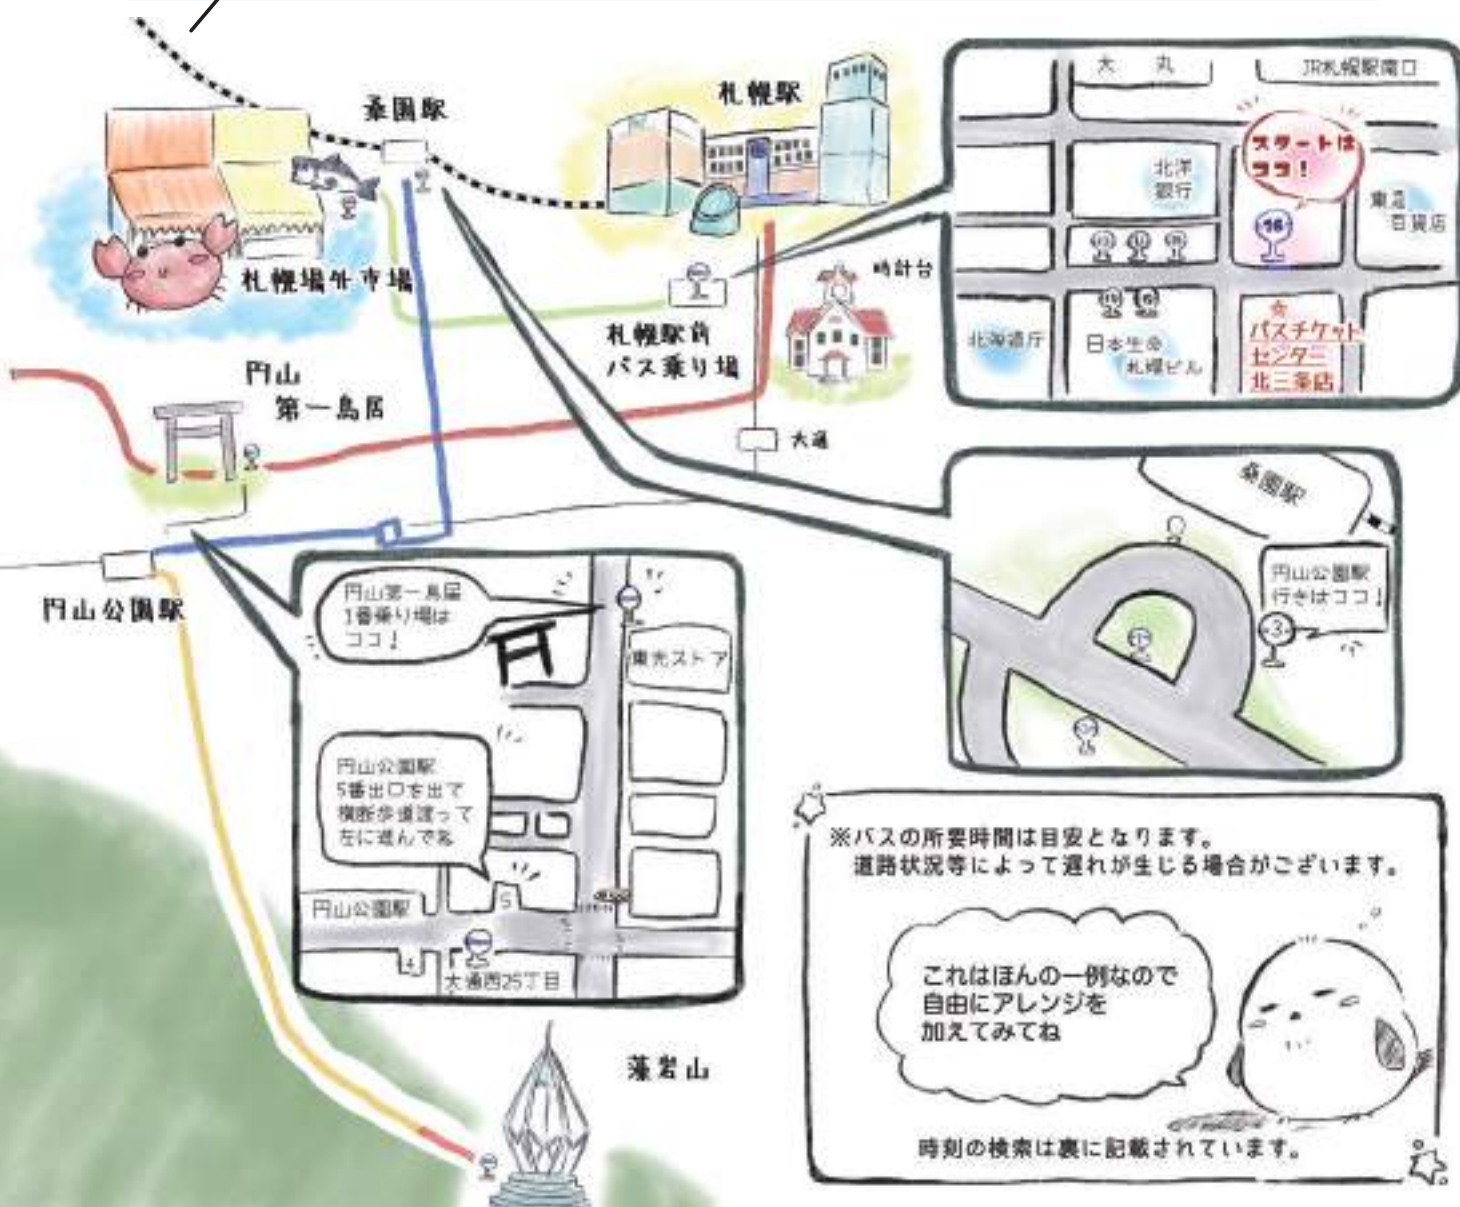 桑園駅
札幌駅
札幌場外市場
札幌駅前
バス乗り場
時計台
円山
第一鳥居
大通
円山公園駅
藻岩山
大丸
JR札幌駅南口
スタートは
ココ！
北洋
銀行
東急
百貨店
北海道庁
日本生命
札幌ビル
☆
バスチケット
センター
北三条店
桑園駅
円山公園駅
行きはココ！
3
円山第一鳥居
1番乗り場は
ココ！
東光ストア
円山公園駅
5番出口を出て
横断歩道渡って
左に進んでね
円山公園駅
5
4
大通西25丁目
※バスの所要時間は目安となります。
道路状況等によって遅れが生じる場合がございます。
これはほんの一例なので
自由にアレンジを
加えてみてね
時刻の検索は裏に記載されています。